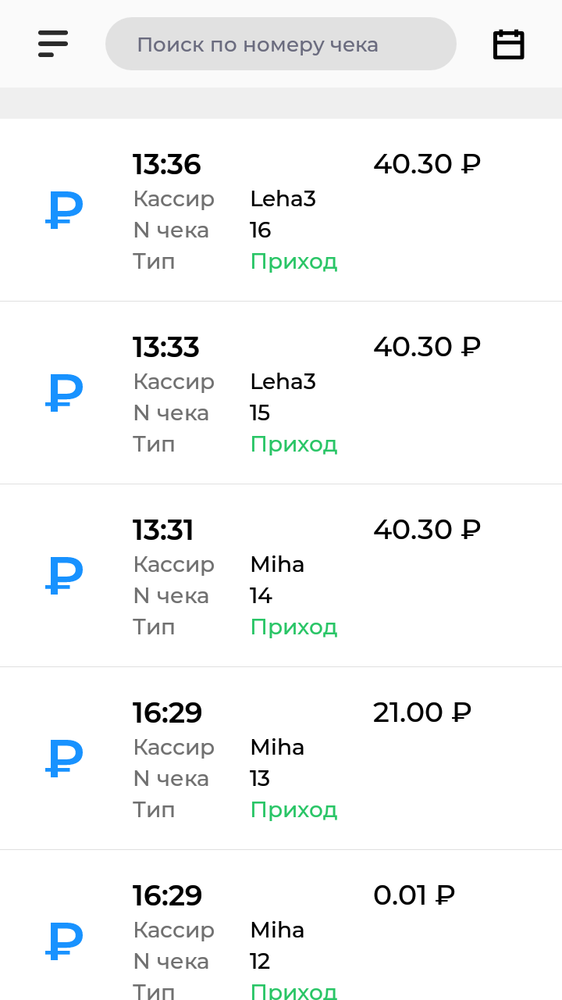 Поиск по номеру чека
13:36 40.30 ₽
₽
Кассир Leha3
N чека 16
Тип Приход
13:33 40.30 ₽
₽
Кассир Leha3
N чека 15
Тип Приход
13:31 40.30 ₽
₽
Кассир Miha
N чека 14
Тип Приход
16:29 21.00 ₽
₽
Кассир Miha
N чека 13
Тип Приход
16:29 0.01 ₽
₽
Кассир Miha
N чека 12
Тип Приход